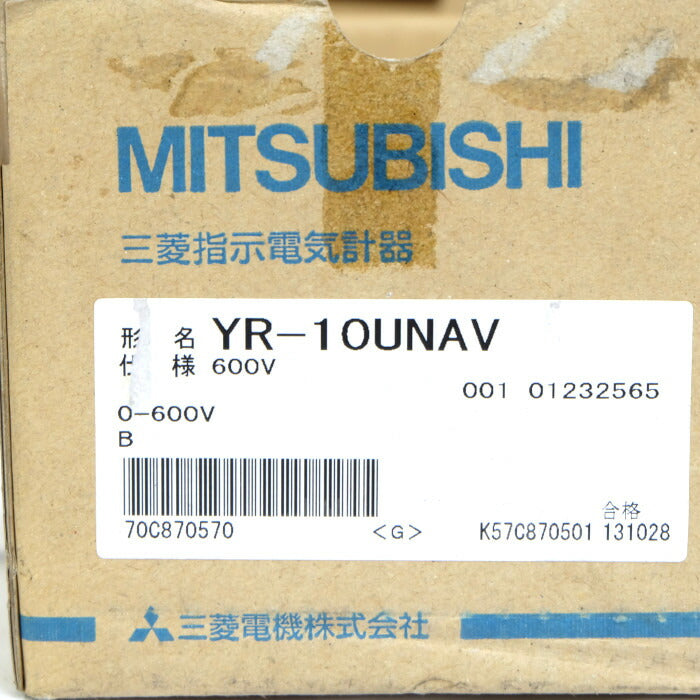 MITSUBISHI
三菱指示電気計器
形 名 YR-10UNAV
仕 様 600V
001 01232565
0-600V
B
合格
70C870570 <G> K57C870501 131028
三菱電機株式会社